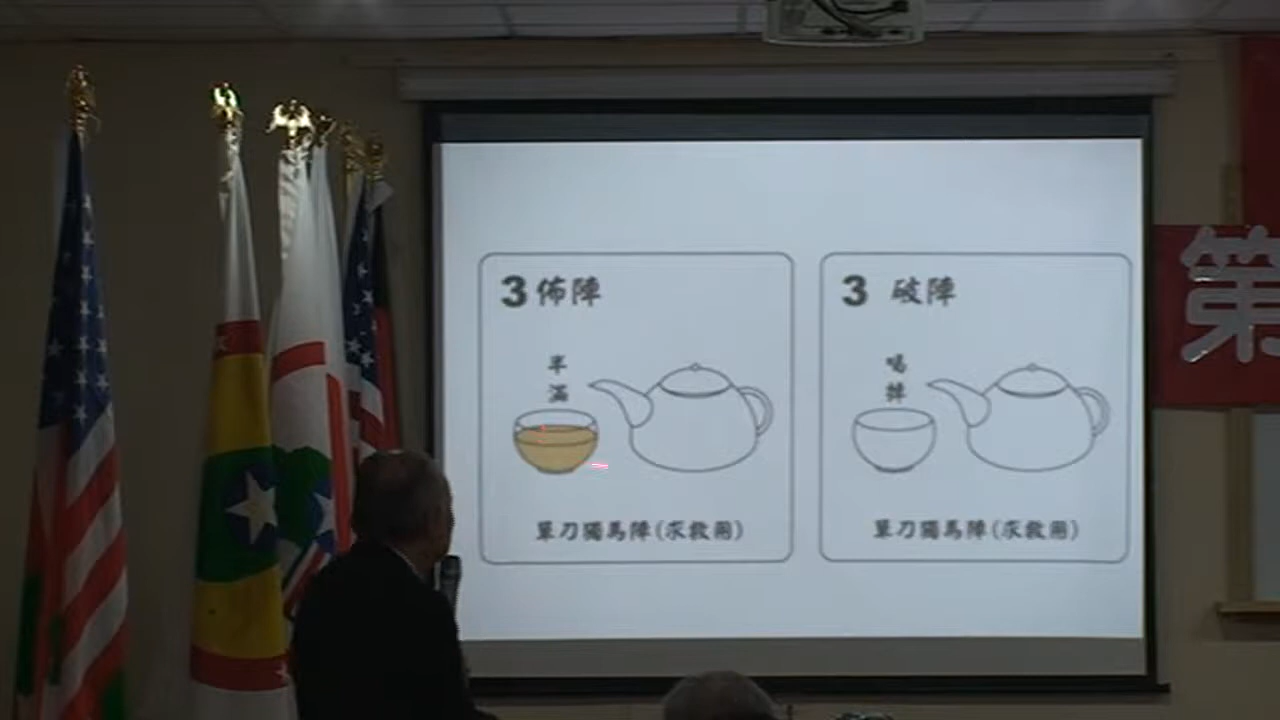 3 佈陣
半
滿
單刀獨馬陣(求救用)
3 破陣
喝
掉
單刀獨馬陣(求救用)
第